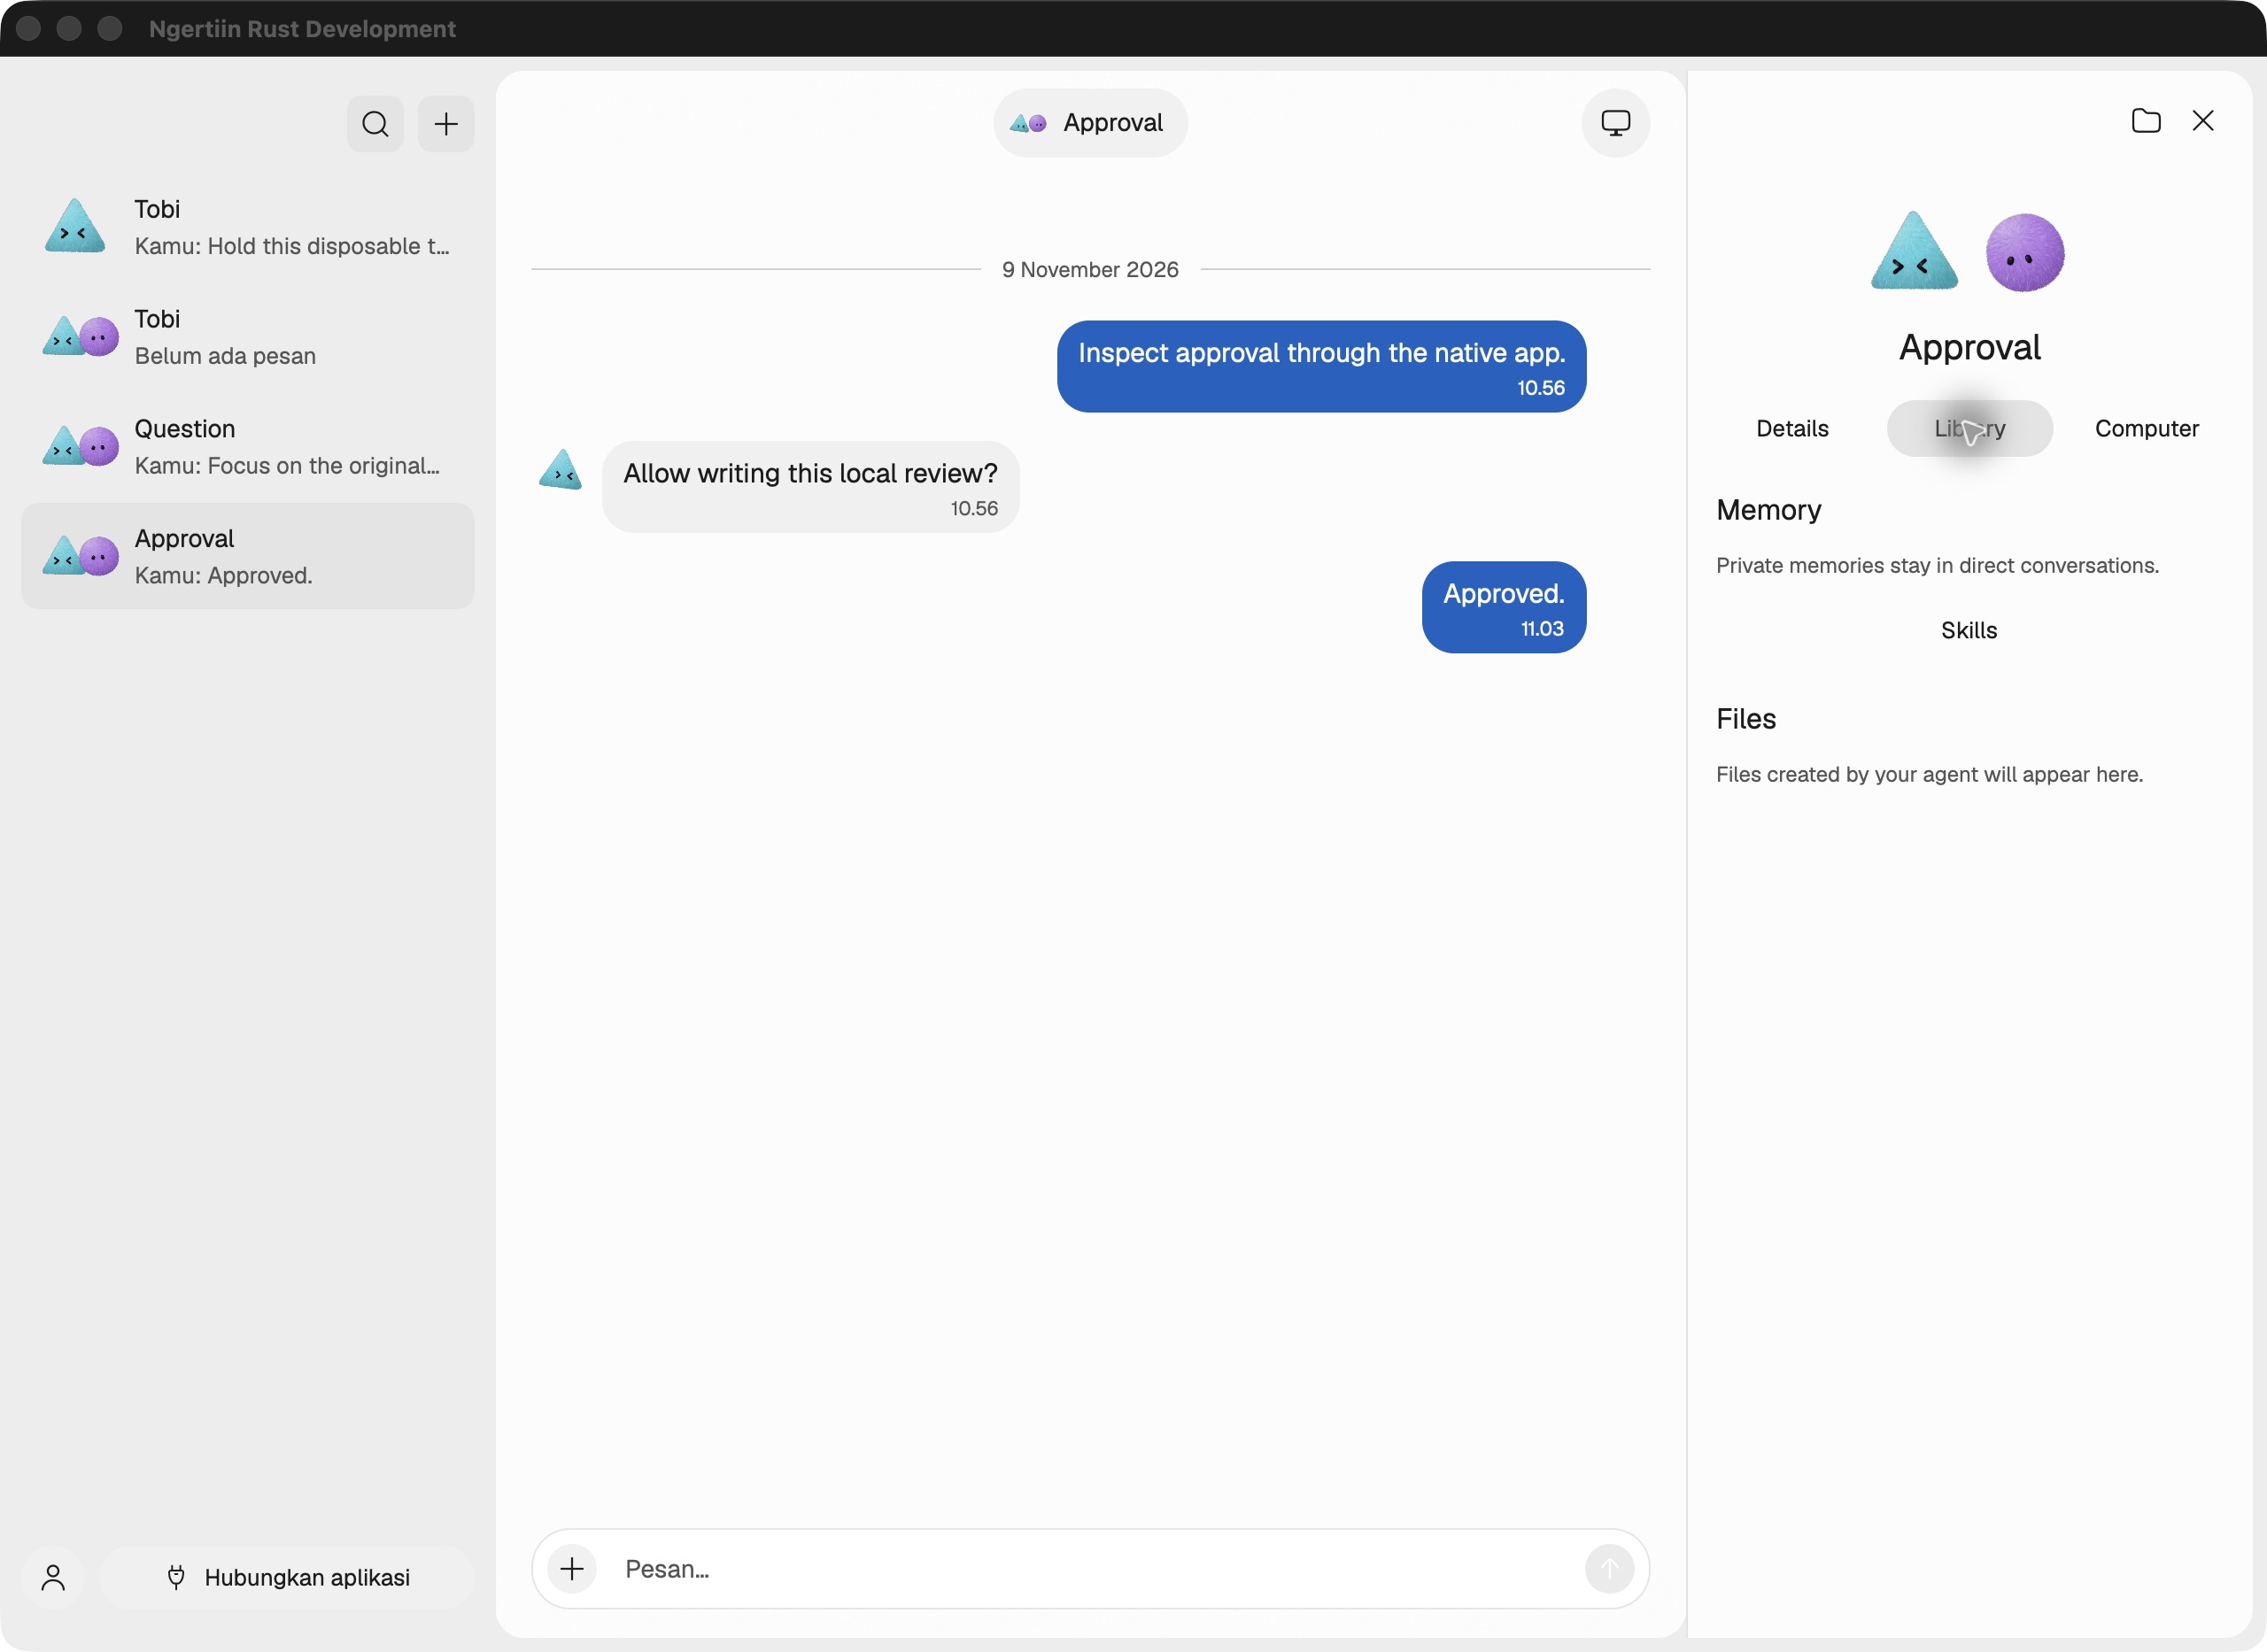 Ngertiin Rust Development
Tobi
Kamu: Hold this disposable t...
Tobi
Belum ada pesan
Question
Kamu: Focus on the original...
Approval
Kamu: Approved.
Hubungkan aplikasi
Approval
9 November 2026
Inspect approval through the native app.
10.56
Allow writing this local review?
10.56
Approved.
11.03
Pesan...
Approval
Details
Library
Computer
Memory
Private memories stay in direct conversations.
Skills
Files
Files created by your agent will appear here.